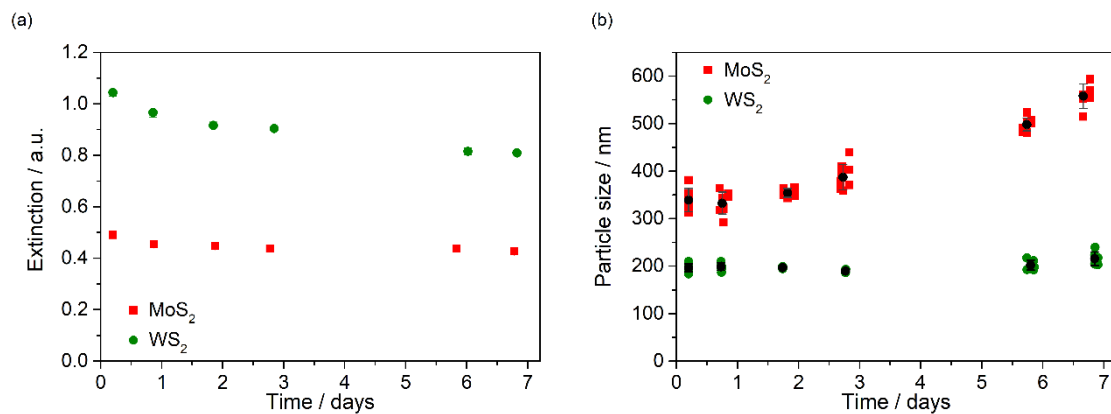 (a)
1.2
1.0
0.8
0.6
0.4
0.2
0.0
Extinction / a.u.
MoS₂
WS₂
0 1 2 3 4 5 6 7
Time / days
(b)
600
500
400
300
200
100
0
Particle size / nm
MoS₂
WS₂
0 1 2 3 4 5 6 7
Time / days